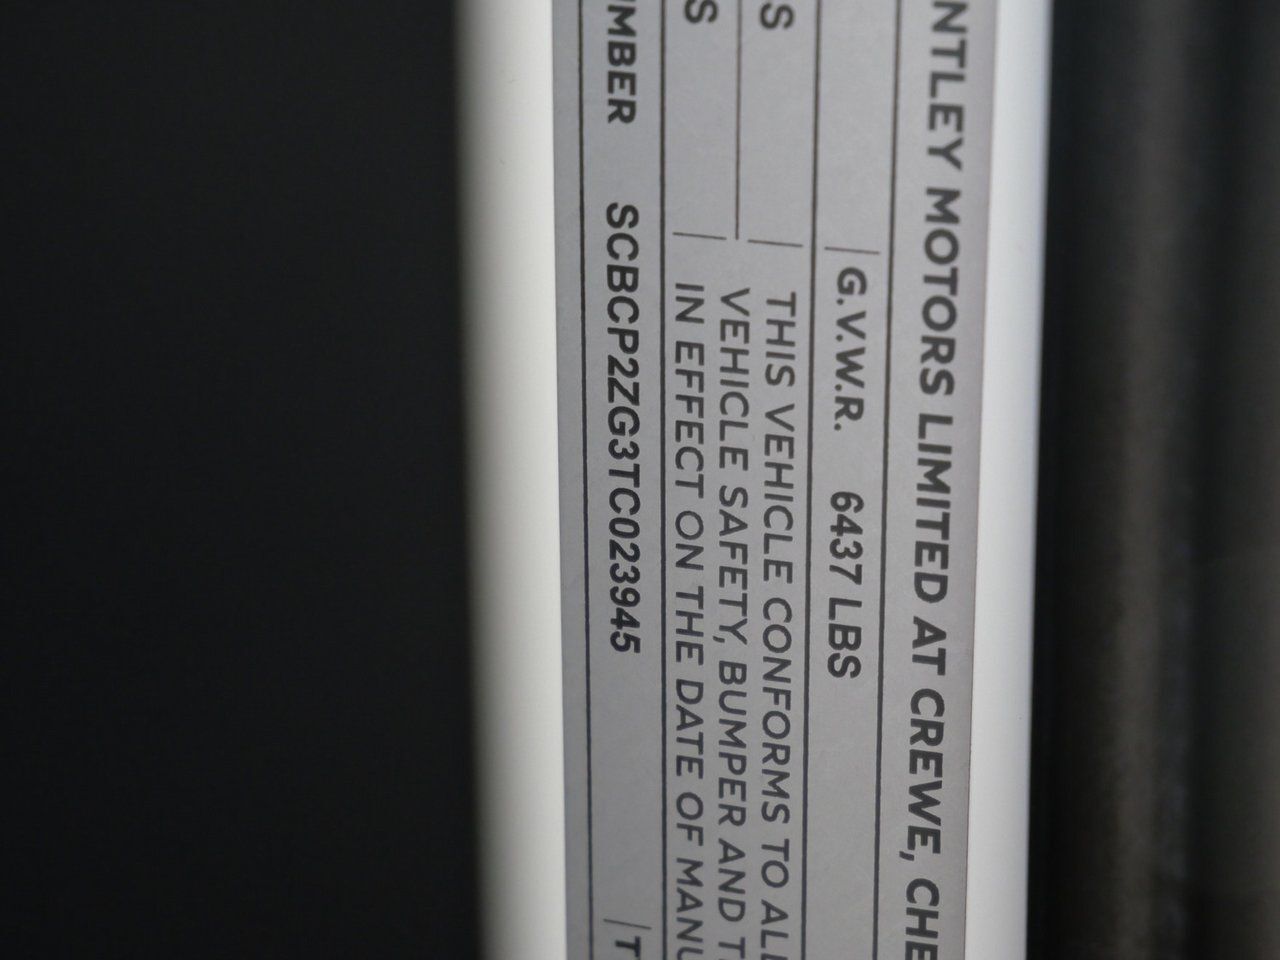 NTLEY MOTORS LIMITED AT CREWE, CHE
G.V.W.R. 6437 LBS
S THIS VEHICLE CONFORMS TO AL
VEHICLE SAFETY, BUMPER AND T
S IN EFFECT ON THE DATE OF MANU
MBER SCBCP2ZG3TC023945 T